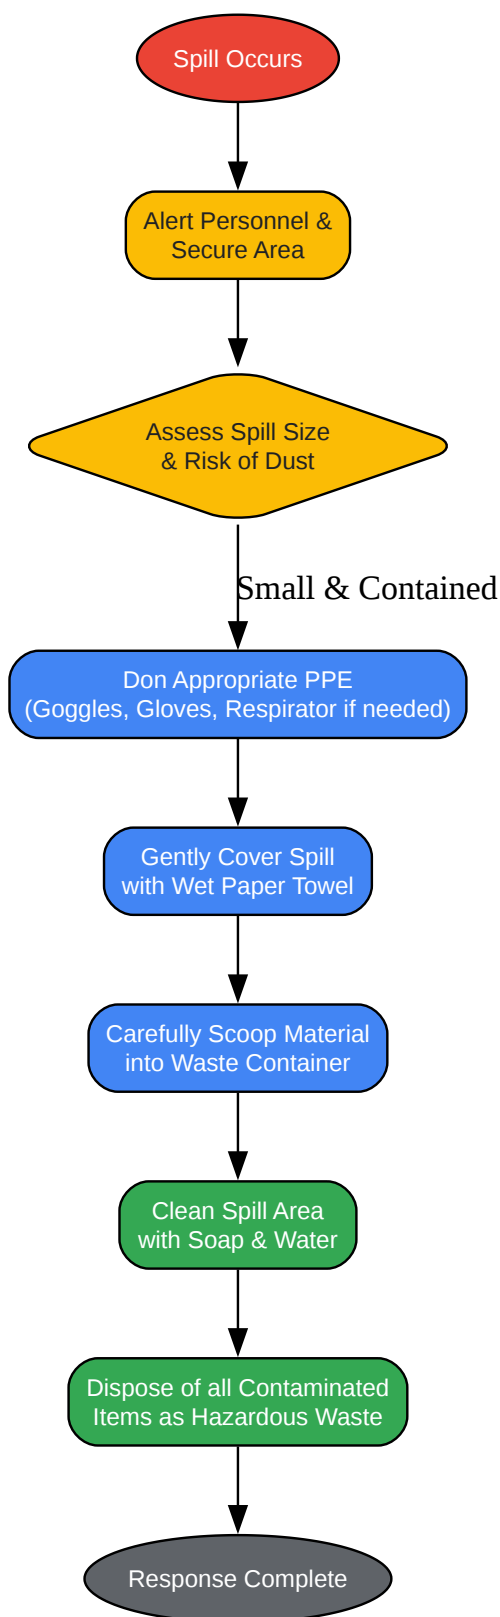 Spill Occurs
Alert Personnel &
Secure Area
Assess Spill Size
& Risk of Dust
Small & Contained
Don Appropriate PPE
(Goggles, Gloves, Respirator if needed)
Gently Cover Spill
with Wet Paper Towel
Carefully Scoop Material
into Waste Container
Clean Spill Area
with Soap & Water
Dispose of all Contaminated
Items as Hazardous Waste
Response Complete